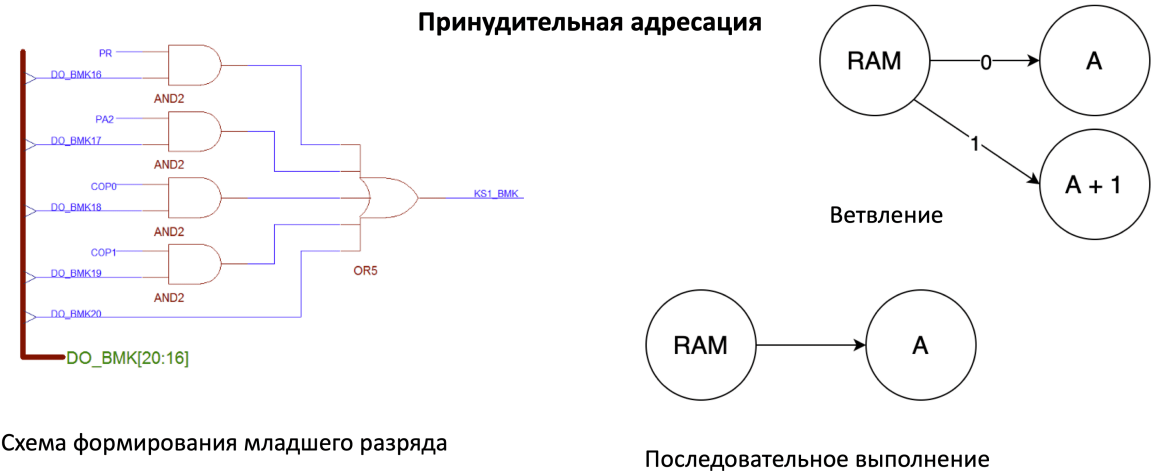 Принудительная адресация
PR
DO_BMK16
AND2
PA2
DO_BMK17
AND2
COP0
DO_BMK18
AND2
COP1
DO_BMK19
AND2
DO_BMK20
DO_BMK[20:16]
OR5
KS1_BMK
Схема формирования младшего разряда
RAM
0
A
1
A + 1
Ветвление
RAM
A
Последовательное выполнение